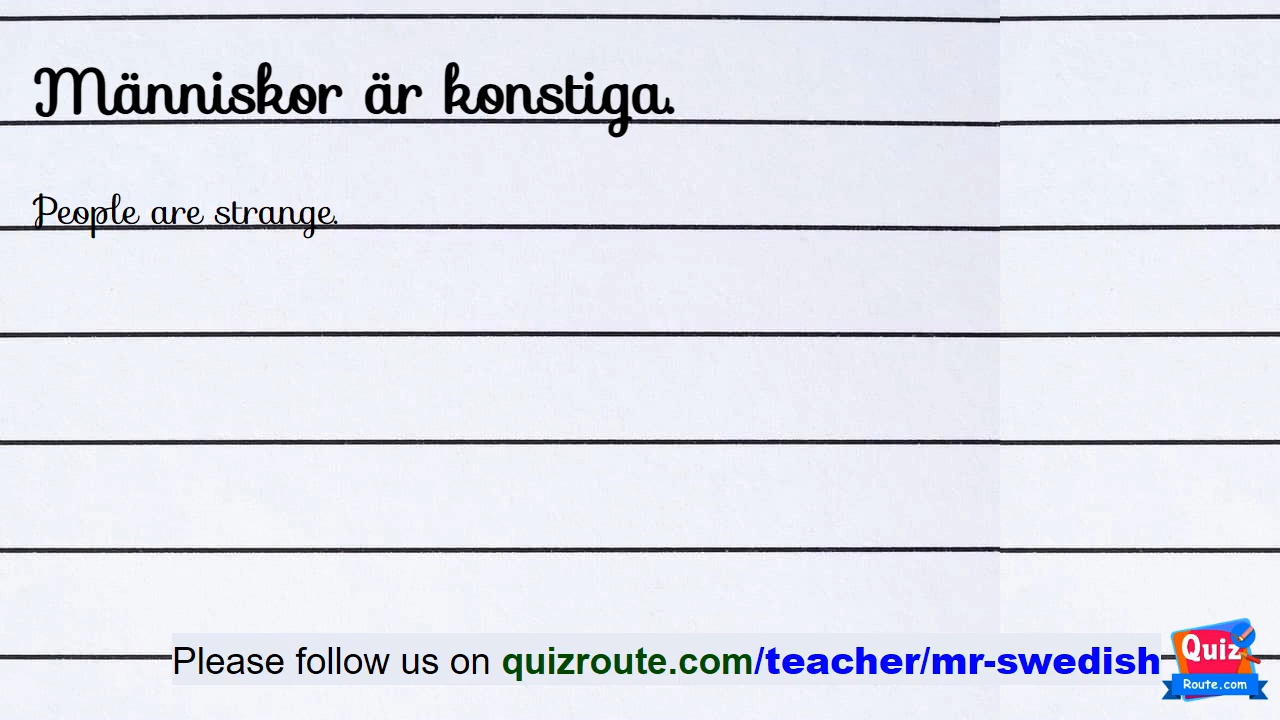 Människor är konstiga.
People are strange.
Please follow us on quizroute.com/teacher/mr-swedish
Quiz
Route.com